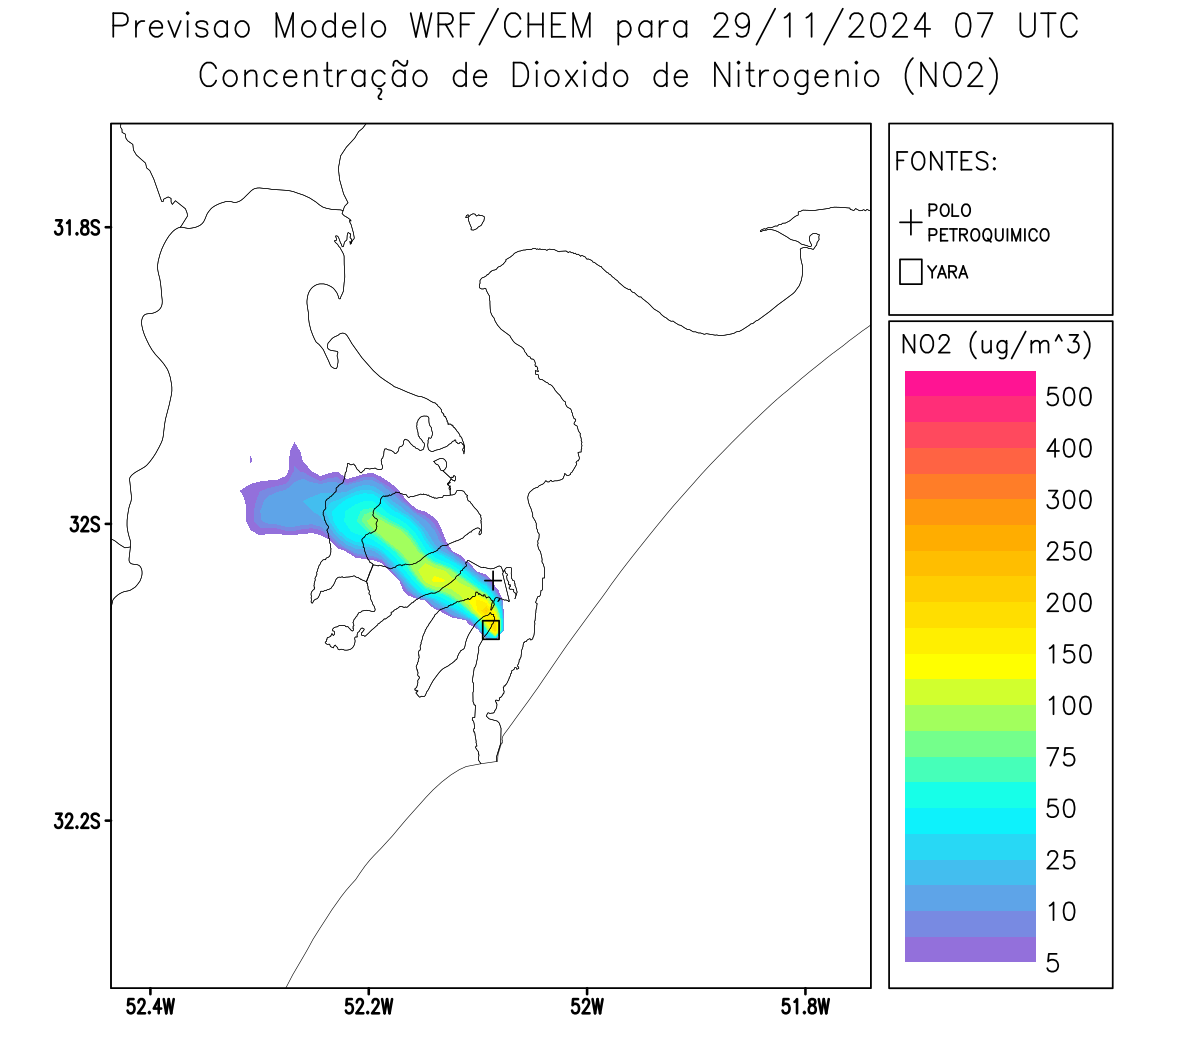 Previsao Modelo WRF/CHEM para 29/11/2024 07 UTC
Concentração de Dioxido de Nitrogenio (NO2)
FONTES:
POLO
PETROQUIMICO
YARA
NO2 (ug/m^3)
500
400
300
250
200
150
100
75
50
25
10
5
31.8S
32S
32.2S
52.4W
52.2W
52W
51.8W